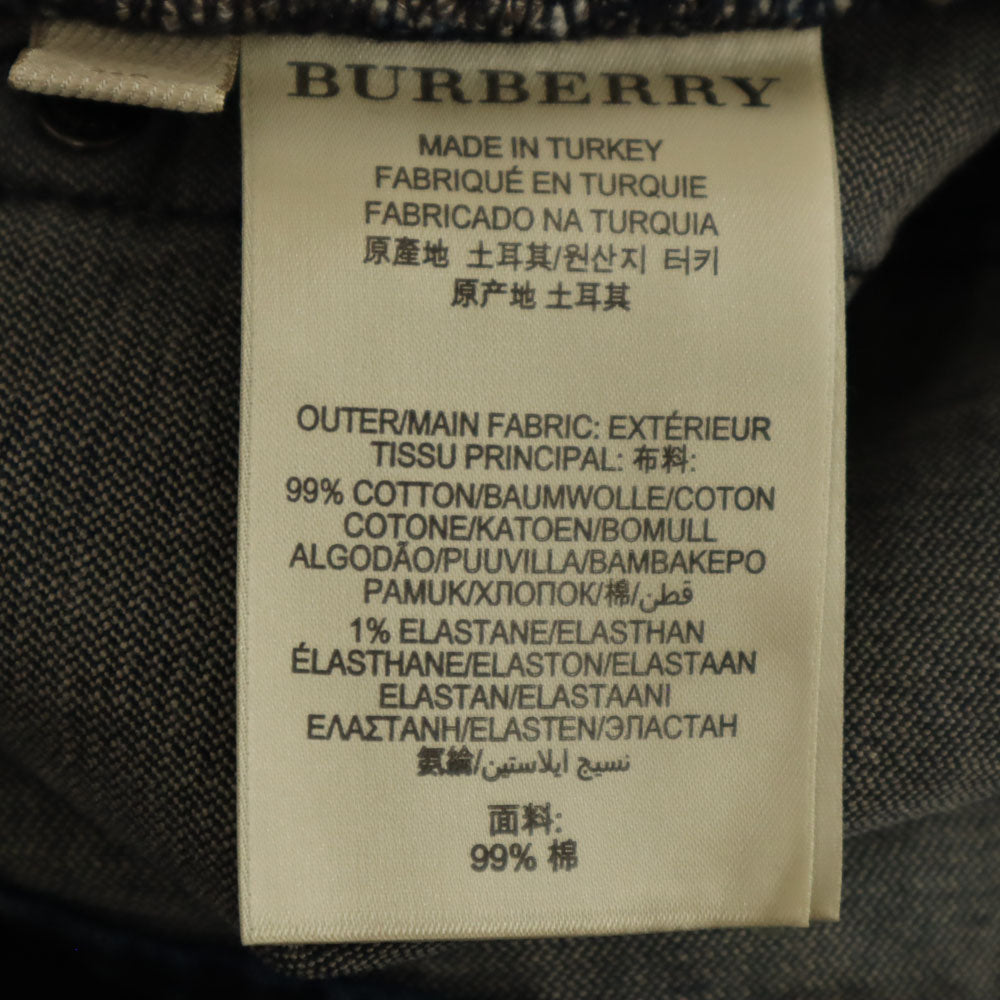 BURBERRY
MADE IN TURKEY
FABRIQUÉ EN TURQUIE
FABRICADO NA TURQUIA
原產地 土耳其/원산지 터키
原产地 土耳其
OUTER/MAIN FABRIC: EXTÉRIEUR
TISSU PRINCIPAL: 布料:
99% COTTON/BAUMWOLLE/COTON
COTONE/KATOEN/BOMULL
ALGODÃO/PUUVILLA/ΒΑΜΒΑΚΕΡΟ
PAMUK/ХЛОПОК/棉/قطن
1% ELASTANE/ELASTHAN
ÉLASTHANE/ELASTON/ELASTAAN
ELASTAN/ELASTAANI
ΕΛΑΣΤΑΝΗ/ELASTEN/ЭЛАСТАН
氨綸/نسيج ايلاستين
面料:
99% 棉